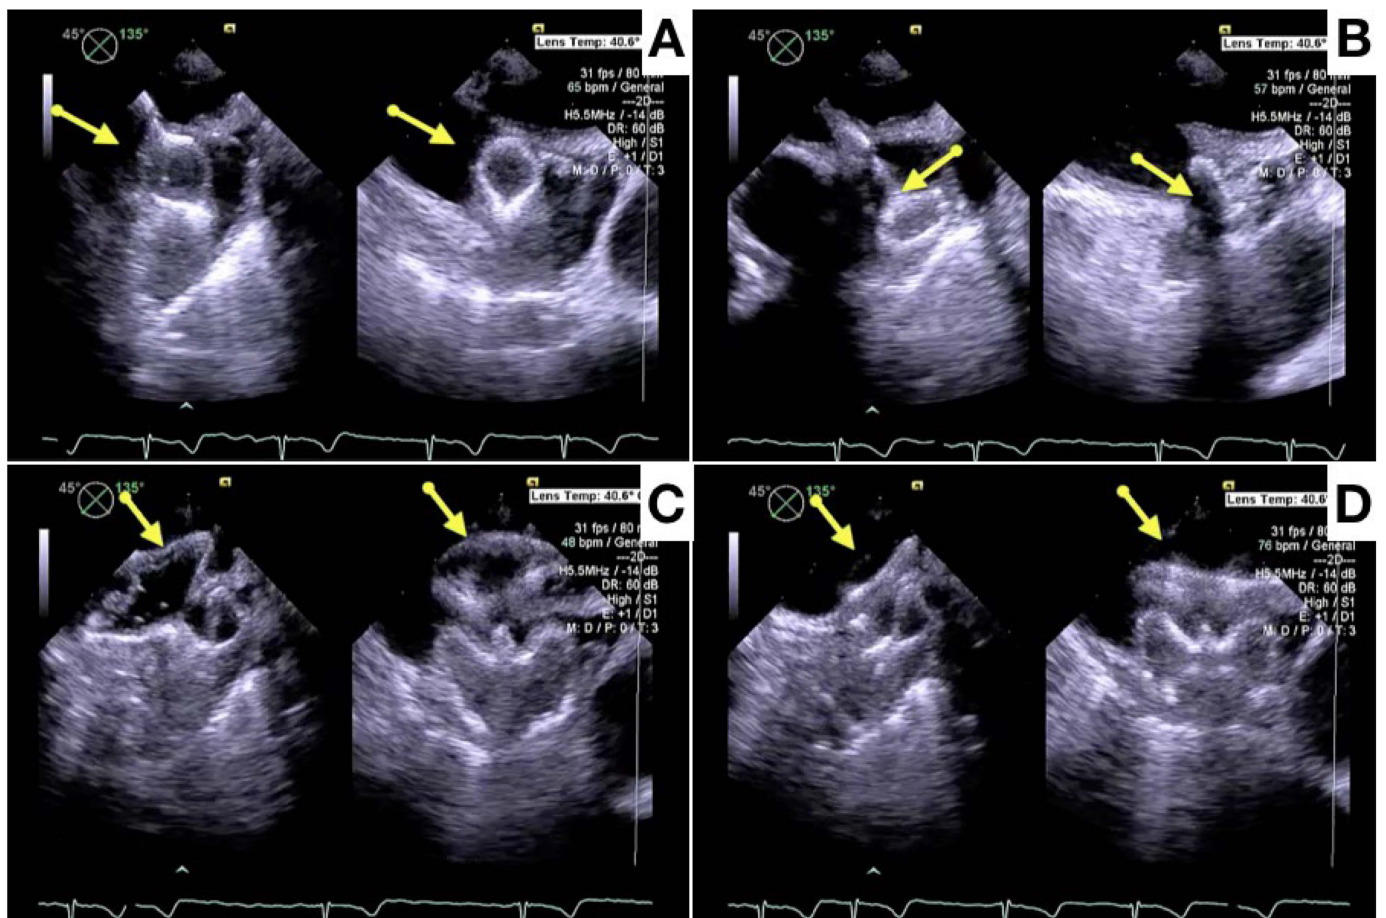 A
45° 135°
Lens Temp: 40.6°
31 fps / 80
65 bpm / General
---2D---
H5.5MHz / -14 dB
DR: 60 dB
High / S1
E: +1 / D1
M: D / P: 0 / T: 3
B
45° 135°
Lens Temp: 40.6°
31 fps / 80
57 bpm / General
---2D---
H5.5MHz / -14 dB
DR: 60 dB
High / S1
E: +1 / D1
M: D / P: 0 / T: 3
C
45° 135°
Lens Temp: 40.6°
31 fps / 80
48 bpm / General
---2D---
H5.5MHz / -14 dB
DR: 60 dB
High / S1
E: +1 / D1
M: D / P: 0 / T: 3
D
45° 135°
Lens Temp: 40.6°
31 fps / 80
76 bpm / General
---2D---
H5.5MHz / -14 dB
DR: 60 dB
High / S1
E: +1 / D1
M: D / P: 0 / T: 3